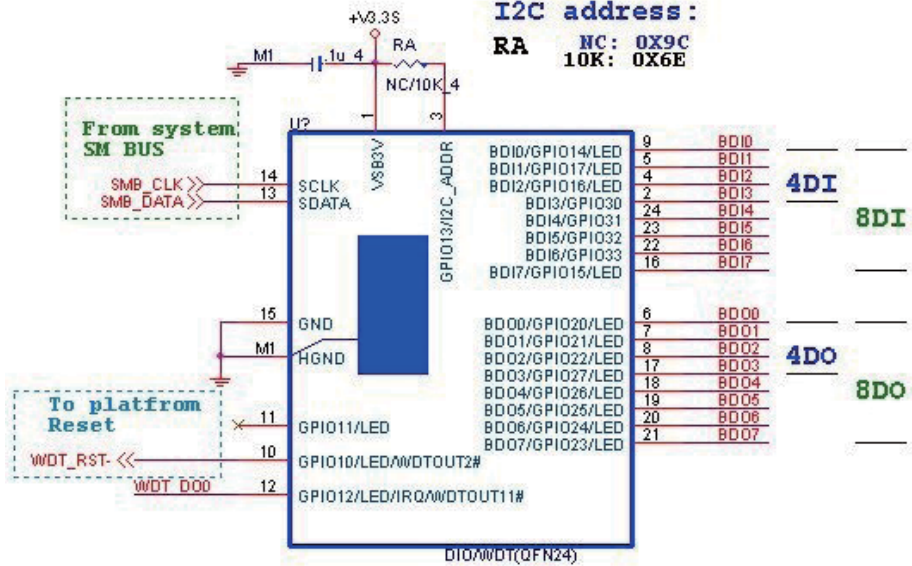 I2C address:
RA NC: 0X9C
10K: 0X6E
+V3.3S
M1 .1u_4 RA
NC/10K_4
1 3
From system
SM BUS
SMB_CLK 14 SCLK
SMB_DATA 13 SDATA
U?
VSB3V
GPIO13/I2C_ADDR
BDI0/GPIO14/LED 9 BDI0
BDI1/GPIO17/LED 5 BDI1
BDI2/GPIO16/LED 4 BDI2
BDI3/GPIO30 2 BDI3
BDI4/GPIO31 24 BDI4
BDI5/GPIO32 23 BDI5
BDI6/GPIO33 22 BDI6
BDI7/GPIO15/LED 16 BDI7
4DI
8DI
15 GND
M1 HGND
BDO0/GPIO20/LED 6 BDO0
BDO1/GPIO21/LED 7 BDO1
BDO2/GPIO22/LED 8 BDO2
BDO3/GPIO27/LED 17 BDO3
BDO4/GPIO26/LED 18 BDO4
BDO5/GPIO25/LED 19 BDO5
BDO6/GPIO24/LED 20 BDO6
BDO7/GPIO23/LED 21 BDO7
4DO
8DO
To platfrom
Reset
11 GPIO11/LED
WDT_RST- 10 GPIO10/LED/WDTOUT2#
WDT_DO0 12 GPIO12/LED/IRQ/WDTOUT11#
DIO/WDT(QFN24)